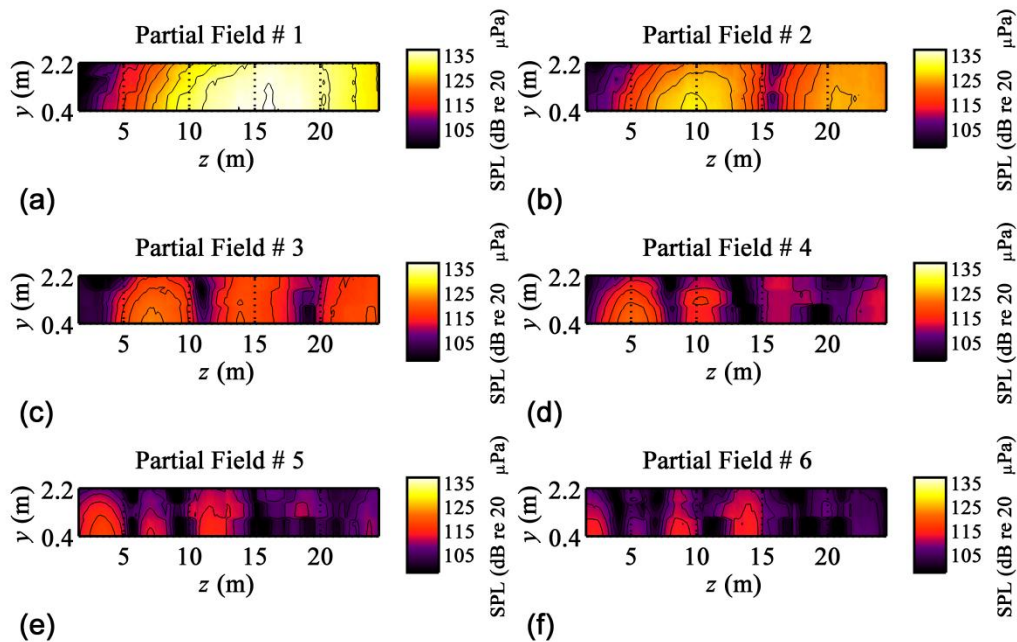 Partial Field # 1
y (m)
2.2
0.4
5 10 15 20
z (m)
135
125
115
105
SPL (dB re 20 µPa)
(a)
Partial Field # 2
y (m)
2.2
0.4
5 10 15 20
z (m)
135
125
115
105
SPL (dB re 20 µPa)
(b)
Partial Field # 3
y (m)
2.2
0.4
5 10 15 20
z (m)
135
125
115
105
SPL (dB re 20 µPa)
(c)
Partial Field # 4
y (m)
2.2
0.4
5 10 15 20
z (m)
135
125
115
105
SPL (dB re 20 µPa)
(d)
Partial Field # 5
y (m)
2.2
0.4
5 10 15 20
z (m)
135
125
115
105
SPL (dB re 20 µPa)
(e)
Partial Field # 6
y (m)
2.2
0.4
5 10 15 20
z (m)
135
125
115
105
SPL (dB re 20 µPa)
(f)